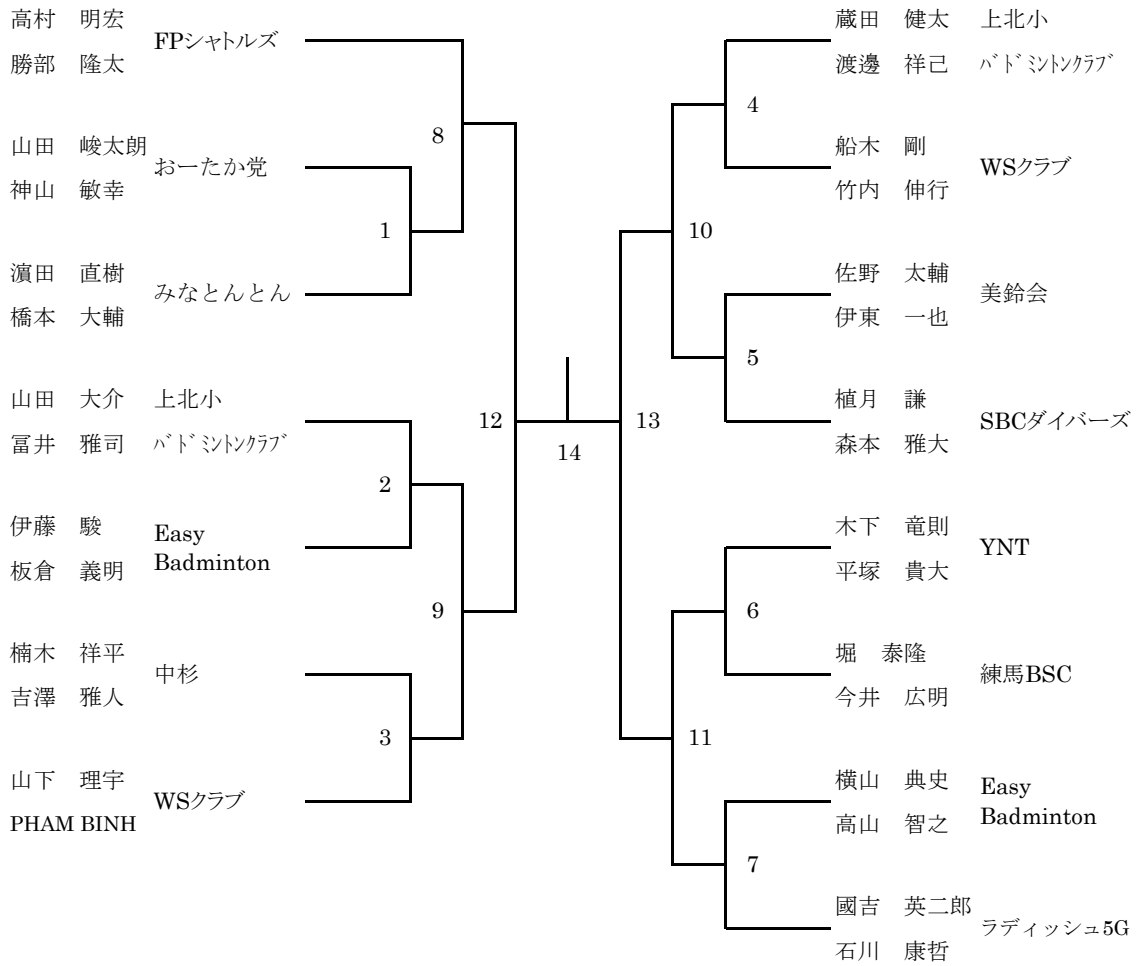 高村　明宏
FPシャトルズ
勝部　隆太
山田　峻太朗
おーたか党
神山　敏幸
濵田　直樹
みなとんとん
橋本　大輔
山田　大介　上北小
冨井　雅司　ﾊﾞﾄﾞﾐﾝﾄﾝｸﾗﾌﾞ
伊藤　駿
Easy
Badminton
板倉　義明
楠木　祥平
中杉
吉澤　雅人
山下　理宇
WSクラブ
PHAM BINH
8
1
2
12
9
3
14
蔵田　健太　上北小
渡邊　祥己　ﾊﾞﾄﾞﾐﾝﾄﾝｸﾗﾌﾞ
船木　剛
WSクラブ
竹内　伸行
佐野　太輔
美鈴会
伊東　一也
植月　謙
SBCダイバーズ
森本　雅大
木下　竜則
YNT
平塚　貴大
堀　泰隆
練馬BSC
今井　広明
横山　典史
Easy
Badminton
高山　智之
國吉　英二郎
ラディッシュ5G
石川　康哲
4
10
5
13
6
11
7